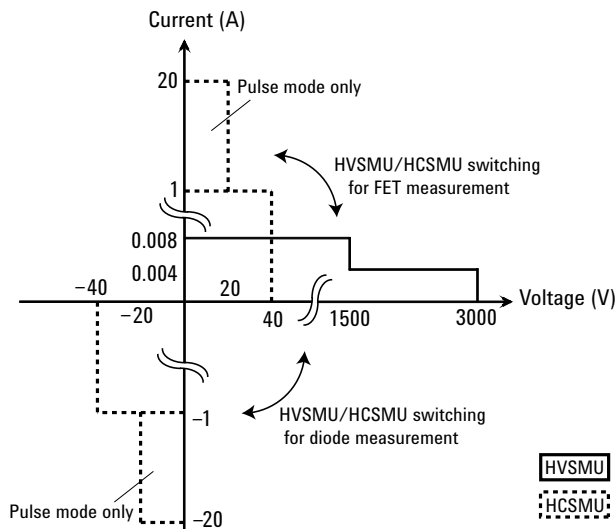 Current (A)
20
Pulse mode only
HVSMU/HCSMU switching
for FET measurement
1
0.008
0.004
−40
20
Voltage (V)
−20
40
1500
3000
−1
HVSMU/HCSMU switching
for diode measurement
HVSMU
Pulse mode only
−20
HCSMU